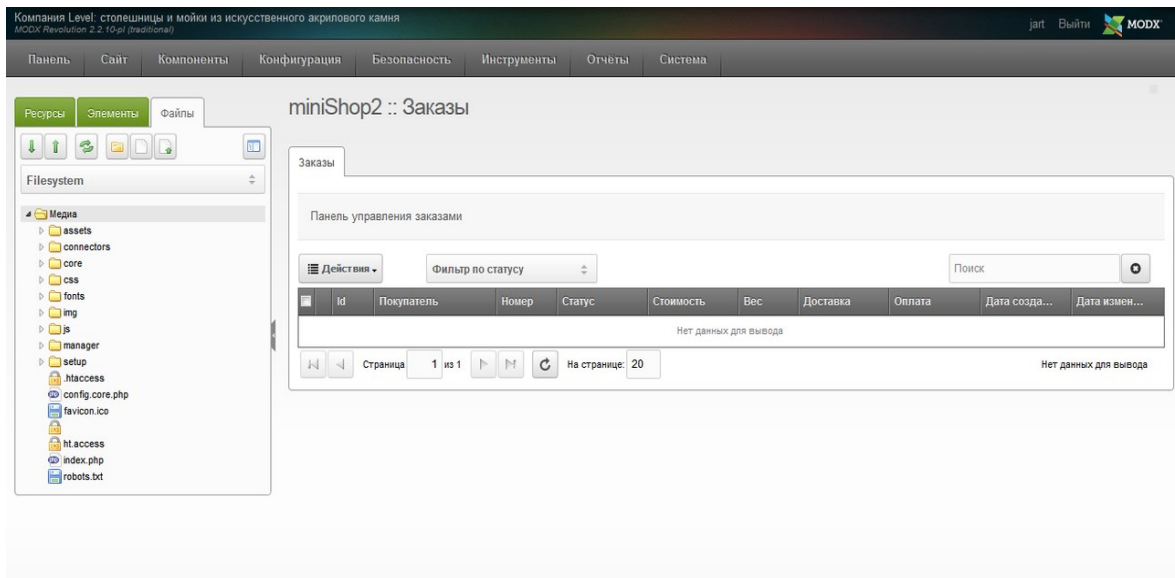 Компания Level: столешницы и мойки из искусственного акрилового камня
MODX Revolution 2.2.10-pl (traditional)
jart Выйти MODX
Панель Сайт Компоненты Конфигурация Безопасность Инструменты Отчёты Система
Ресурсы Элементы Файлы
miniShop2 :: Заказы
Filesystem
Заказы
Медиа
assets
connectors
core
css
fonts
img
js
manager
setup
.htaccess
config.core.php
favicon.ico
ht.access
index.php
robots.txt
Панель управления заказами
Действия Фильтр по статусу Поиск
Id Покупатель Номер Статус Стоимость Вес Доставка Оплата Дата созда... Дата измен...
Нет данных для вывода
Страница 1 из 1 На странице: 20 Нет данных для вывода